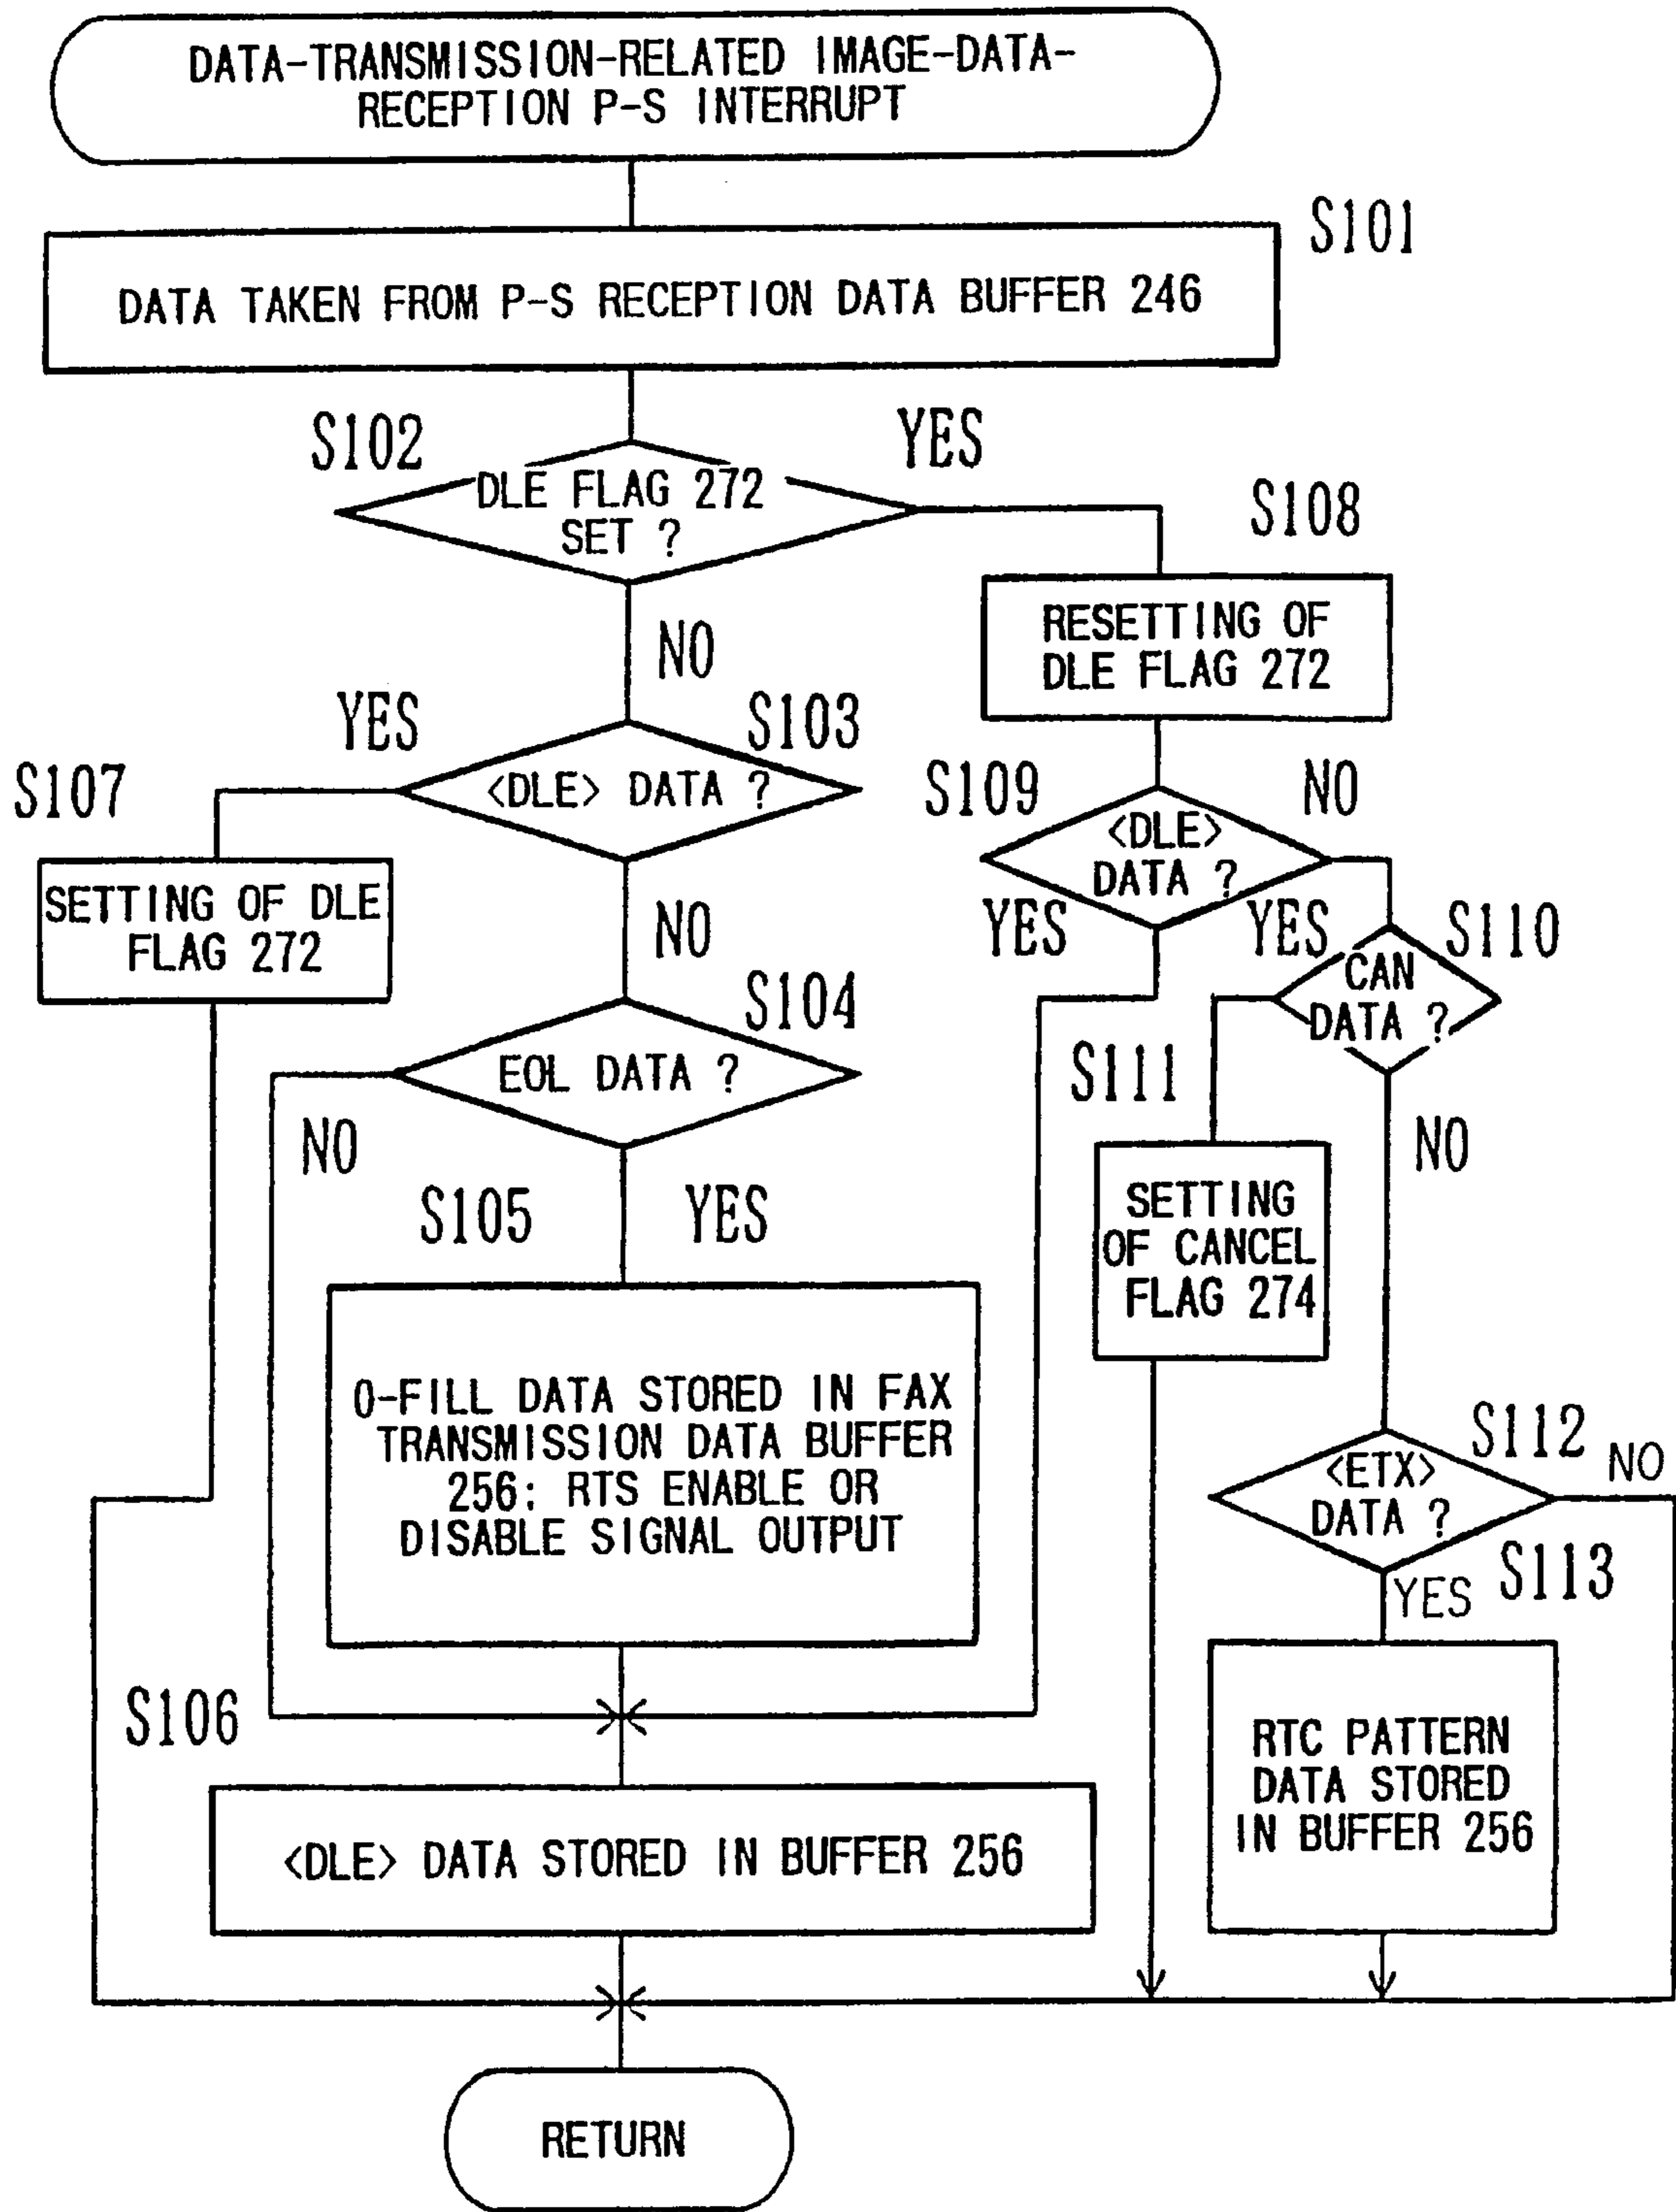 DATA-TRANSMISSION-RELATED IMAGE-DATA-
RECEPTION P-S INTERRUPT
S101
DATA TAKEN FROM P-S RECEPTION DATA BUFFER 246
S102
YES
DLE FLAG 272
SET ?
NO
S108
RESETTING OF
DLE FLAG 272
YES
S103
<DLE> DATA ?
S107
SETTING OF DLE
FLAG 272
NO
S109
NO
<DLE>
DATA ?
YES
YES
S110
CAN
DATA ?
S104
EOL DATA ?
NO
S111
NO
SETTING
OF CANCEL
FLAG 274
S105
YES
0-FILL DATA STORED IN FAX
TRANSMISSION DATA BUFFER
256; RTS ENABLE OR
DISABLE SIGNAL OUTPUT
S112
NO
<ETX>
DATA ?
YES
S113
RTC PATTERN
DATA STORED
IN BUFFER 256
S106
<DLE> DATA STORED IN BUFFER 256
RETURN